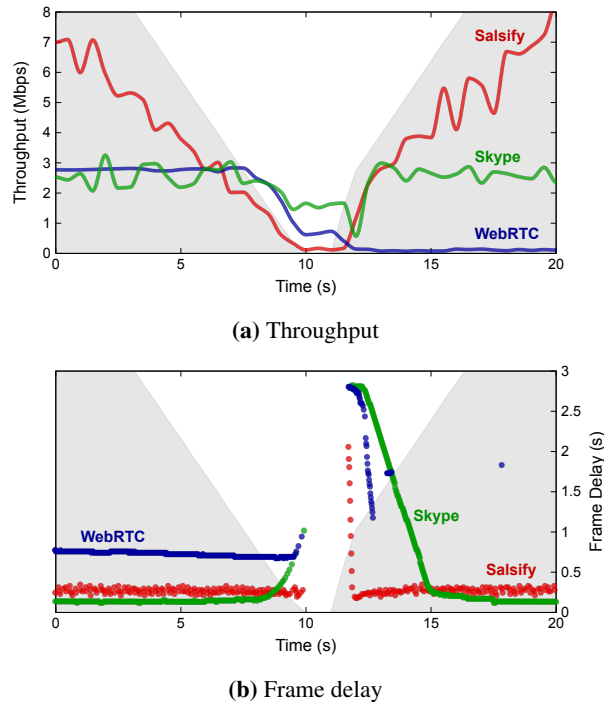 8
7
6
5
4
3
2
1
0
Throughput (Mbps)
Salsify
Skype
WebRTC
0
5
10
15
20
Time (s)
(a) Throughput
3
2.5
2
1.5
1
0.5
0
Frame Delay (s)
WebRTC
Skype
Salsify
0
5
10
15
20
Time (s)
(b) Frame delay